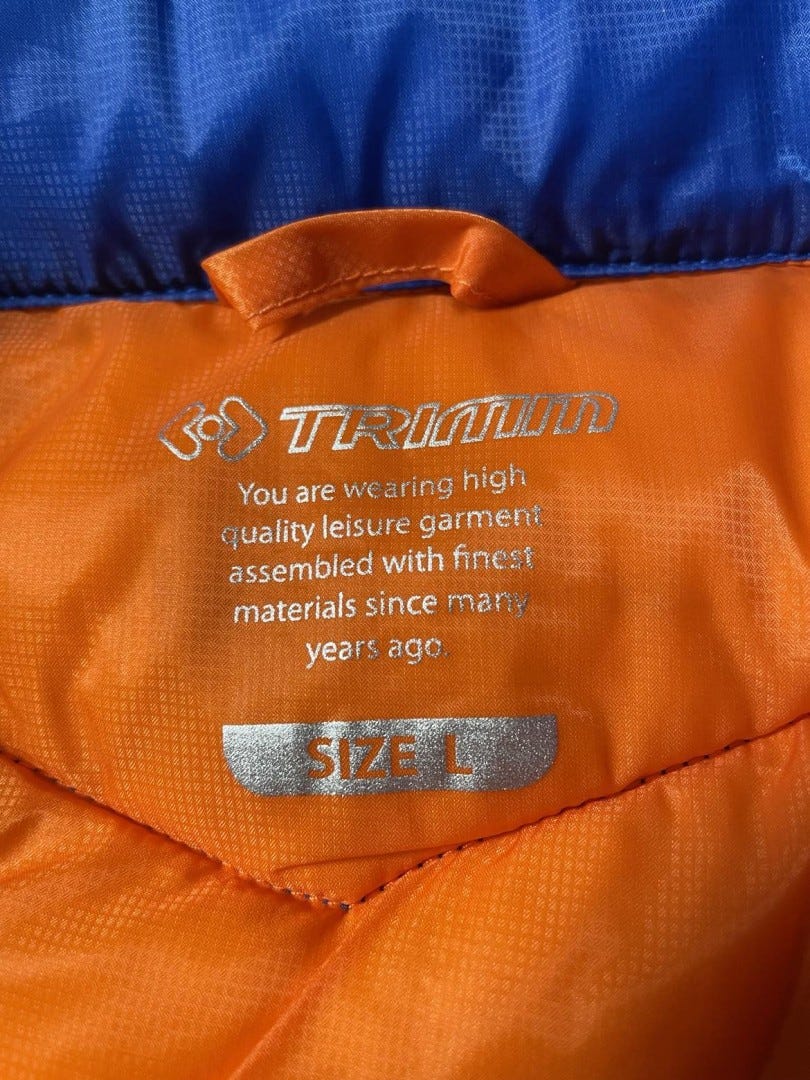 TRIMM
You are wearing high
quality leisure garment
assembled with finest
materials since many
years ago.
SIZE L